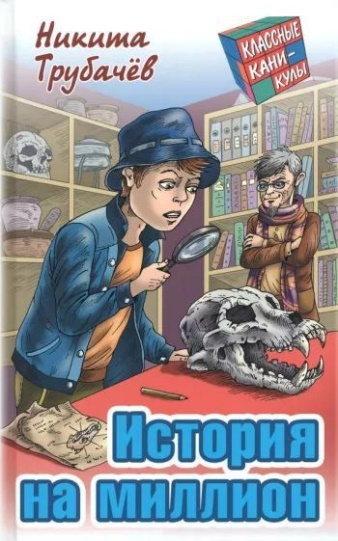 Никита
Трубачёв
КЛАССНЫЕ
КАНИ-
КУЛЫ
История
на миллион